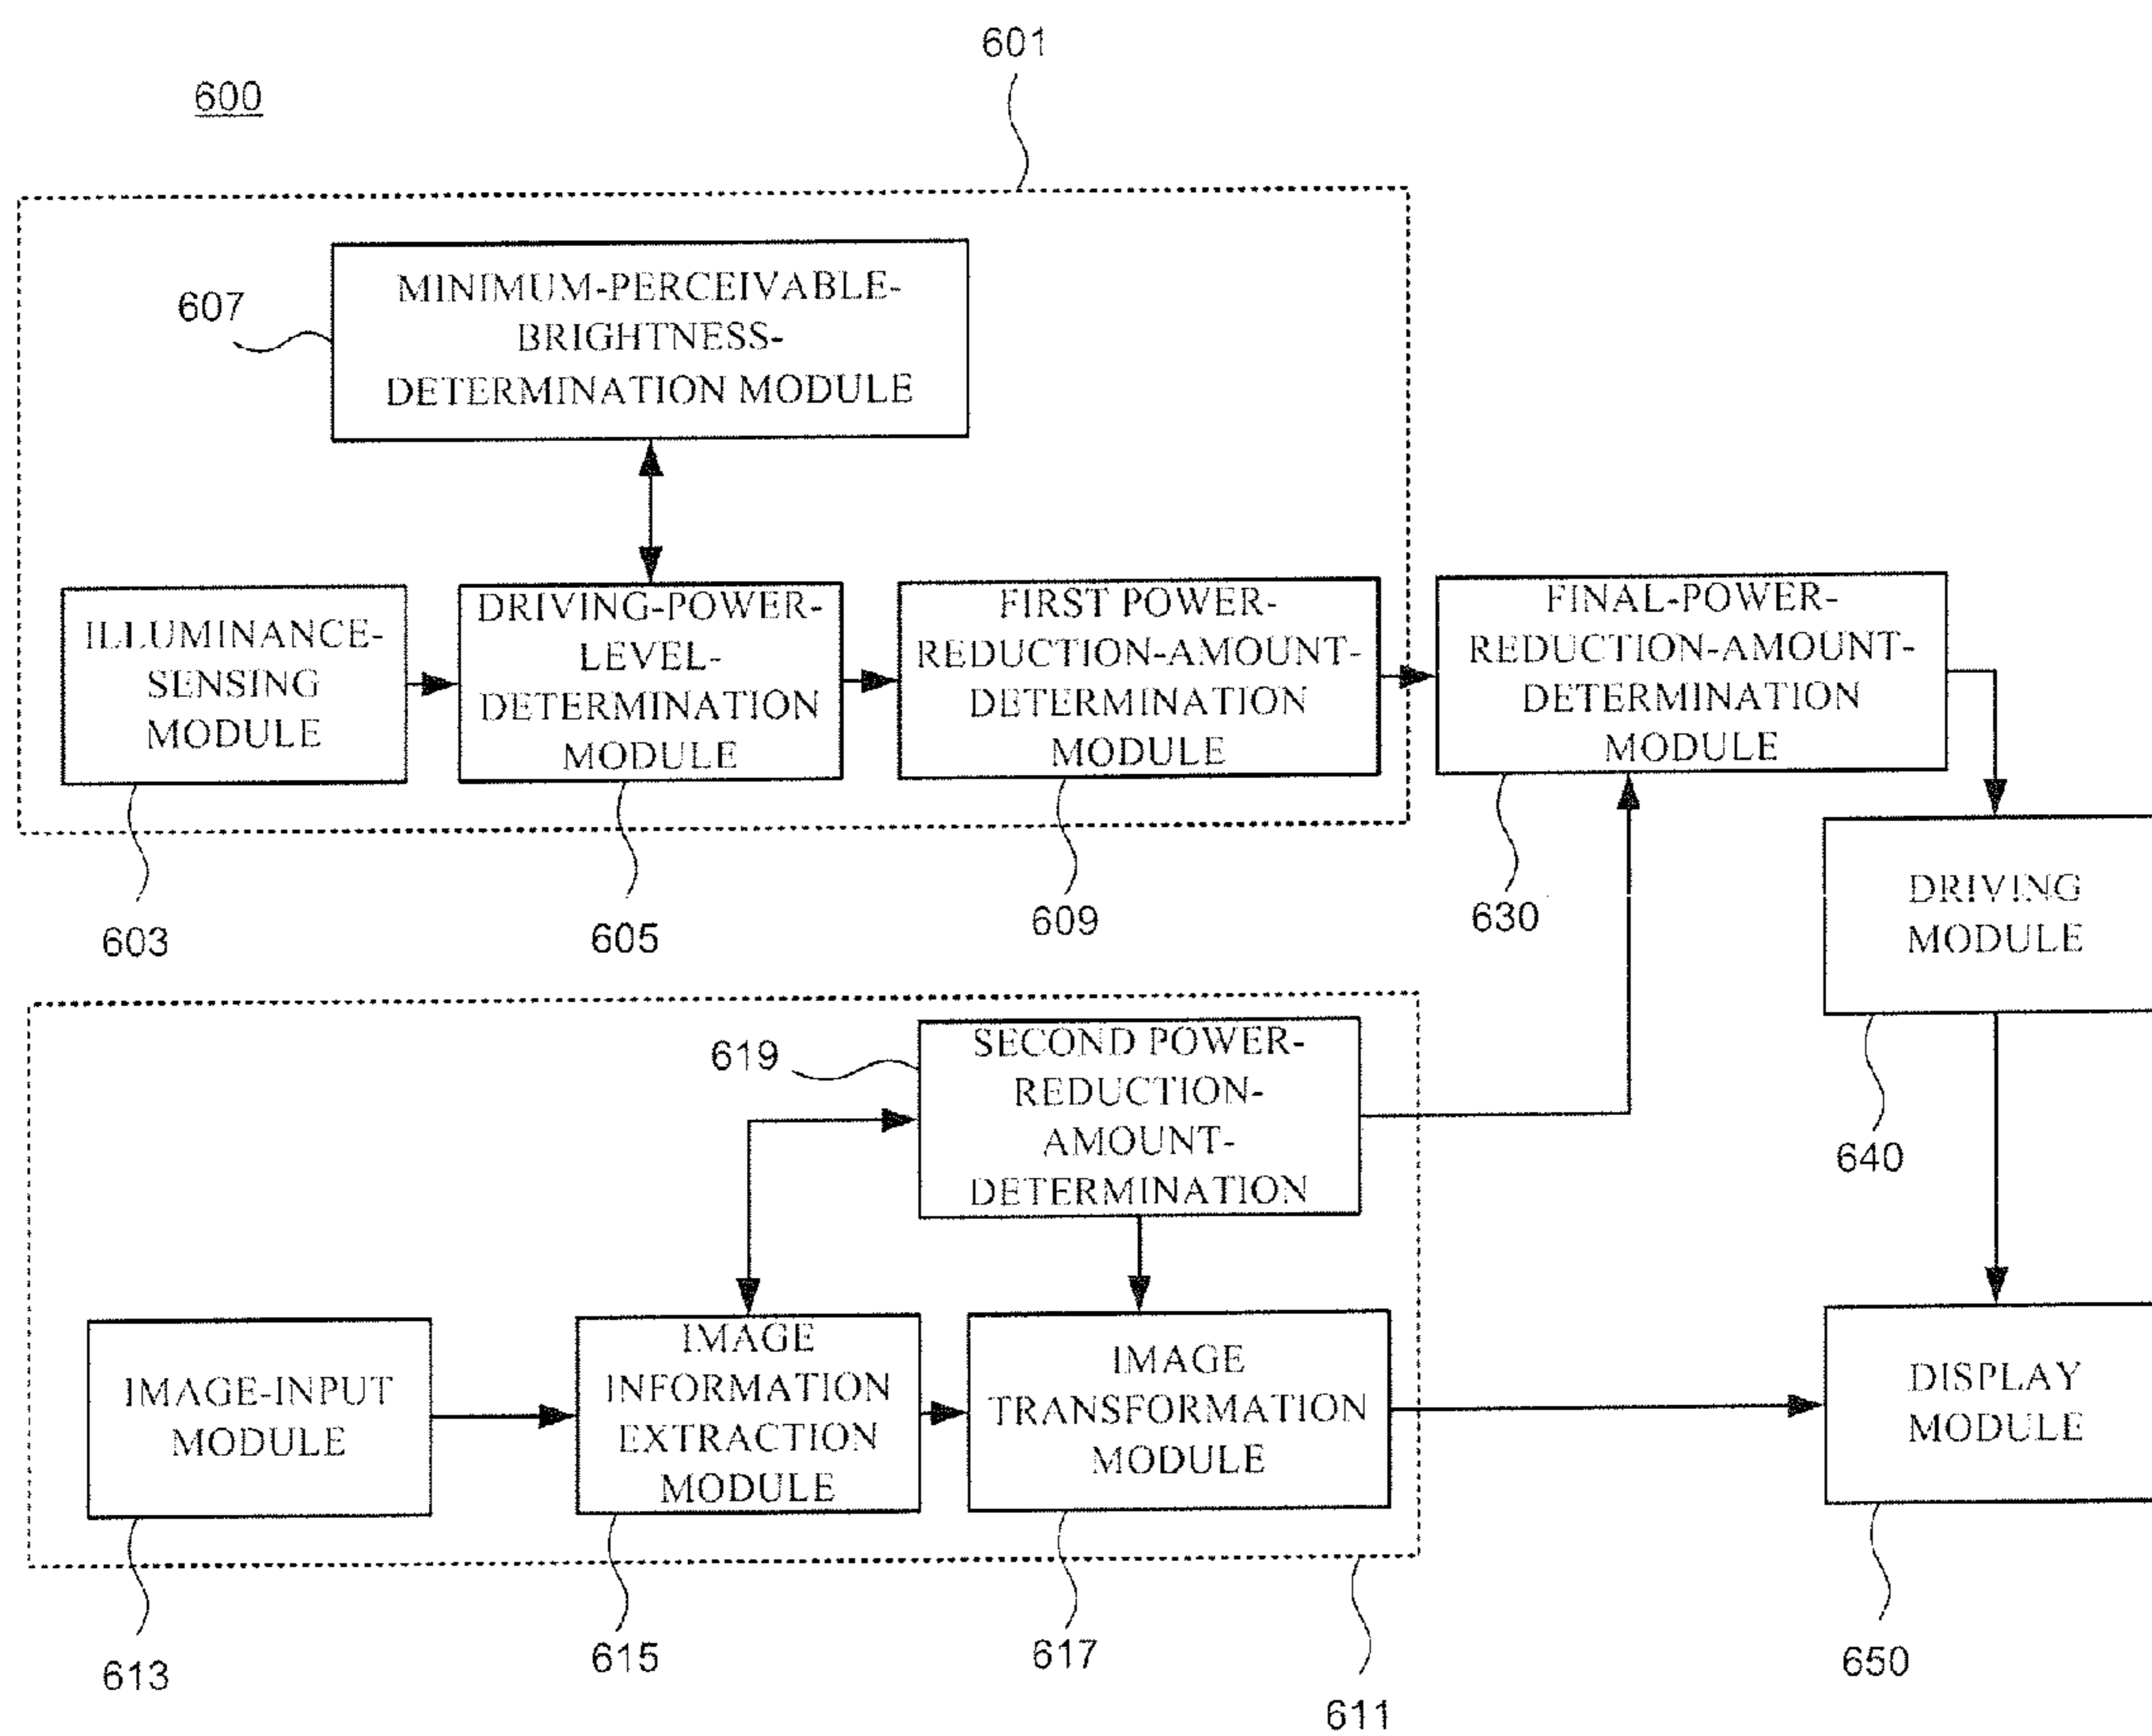 601
600
MINIMUM-PERCEIVABLE-
BRIGHTNESS-
DETERMINATION MODULE
607
ILLUMINANCE-
SENSING
MODULE
DRIVING-POWER-
LEVEL-
DETERMINATION
MODULE
FIRST POWER-
REDUCTION-AMOUNT-
DETERMINATION
MODULE
FINAL-POWER-
REDUCTION-AMOUNT-
DETERMINATION
MODULE
603
605
609
630
DRIVING
MODULE
640
619
SECOND POWER-
REDUCTION-
AMOUNT-
DETERMINATION
IMAGE-INPUT
MODULE
IMAGE
INFORMATION
EXTRACTION
MODULE
IMAGE
TRANSFORMATION
MODULE
DISPLAY
MODULE
613
615
617
611
650